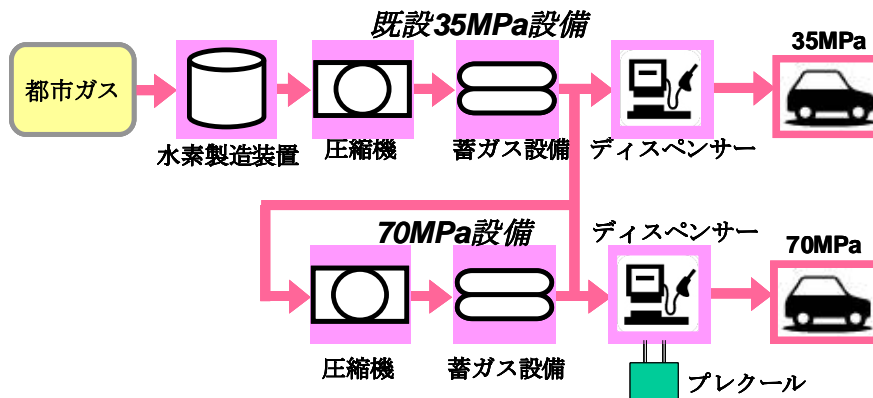 既設35MPa設備
35MPa
都市ガス
水素製造装置
圧縮機
蓄ガス設備
ディスペンサー
70MPa設備
ディスペンサー
70MPa
圧縮機
蓄ガス設備
プレクール